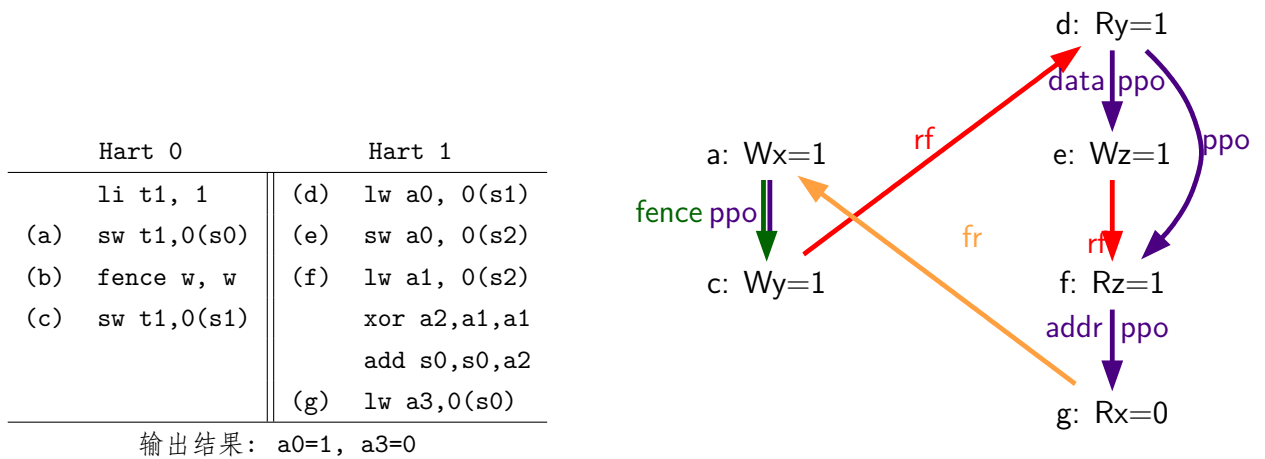 Hart 0 Hart 1
li t1, 1 (d) lw a0, 0(s1)
(a) sw t1,0(s0) (e) sw a0, 0(s2)
(b) fence w, w (f) lw a1, 0(s2)
(c) sw t1,0(s1) xor a2,a1,a1
add s0,s0,a2
(g) lw a3,0(s0)
输出结果: a0=1, a3=0
d: Ry=1
data ppo
rf
ppo
a: Wx=1
e: Wz=1
fence ppo
fr
rf
c: Wy=1
f: Rz=1
addr ppo
g: Rx=0